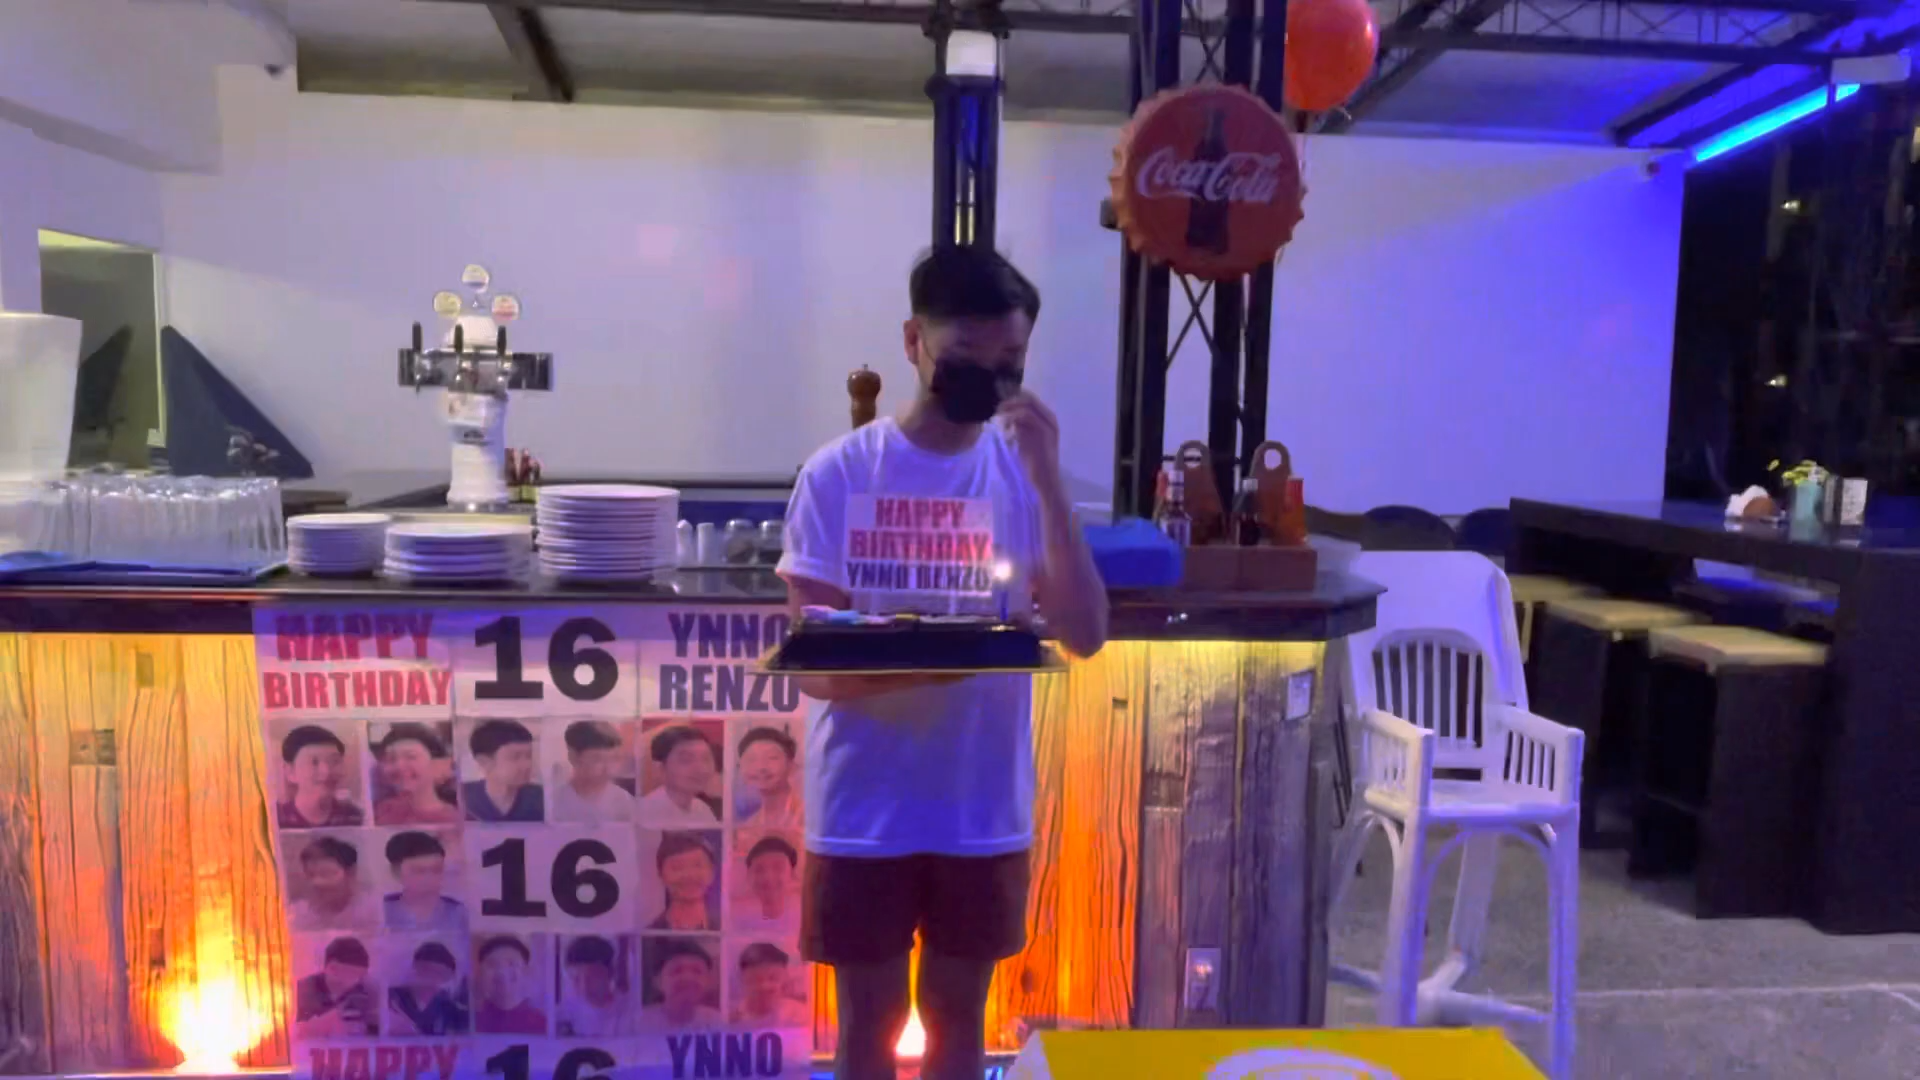 Coca-Cola
HAPPY
BIRTHDAY
YNNO RENZO
HAPPY
BIRTHDAY
16
YNNO
RENZO
16
HAPPY
16
YNNO